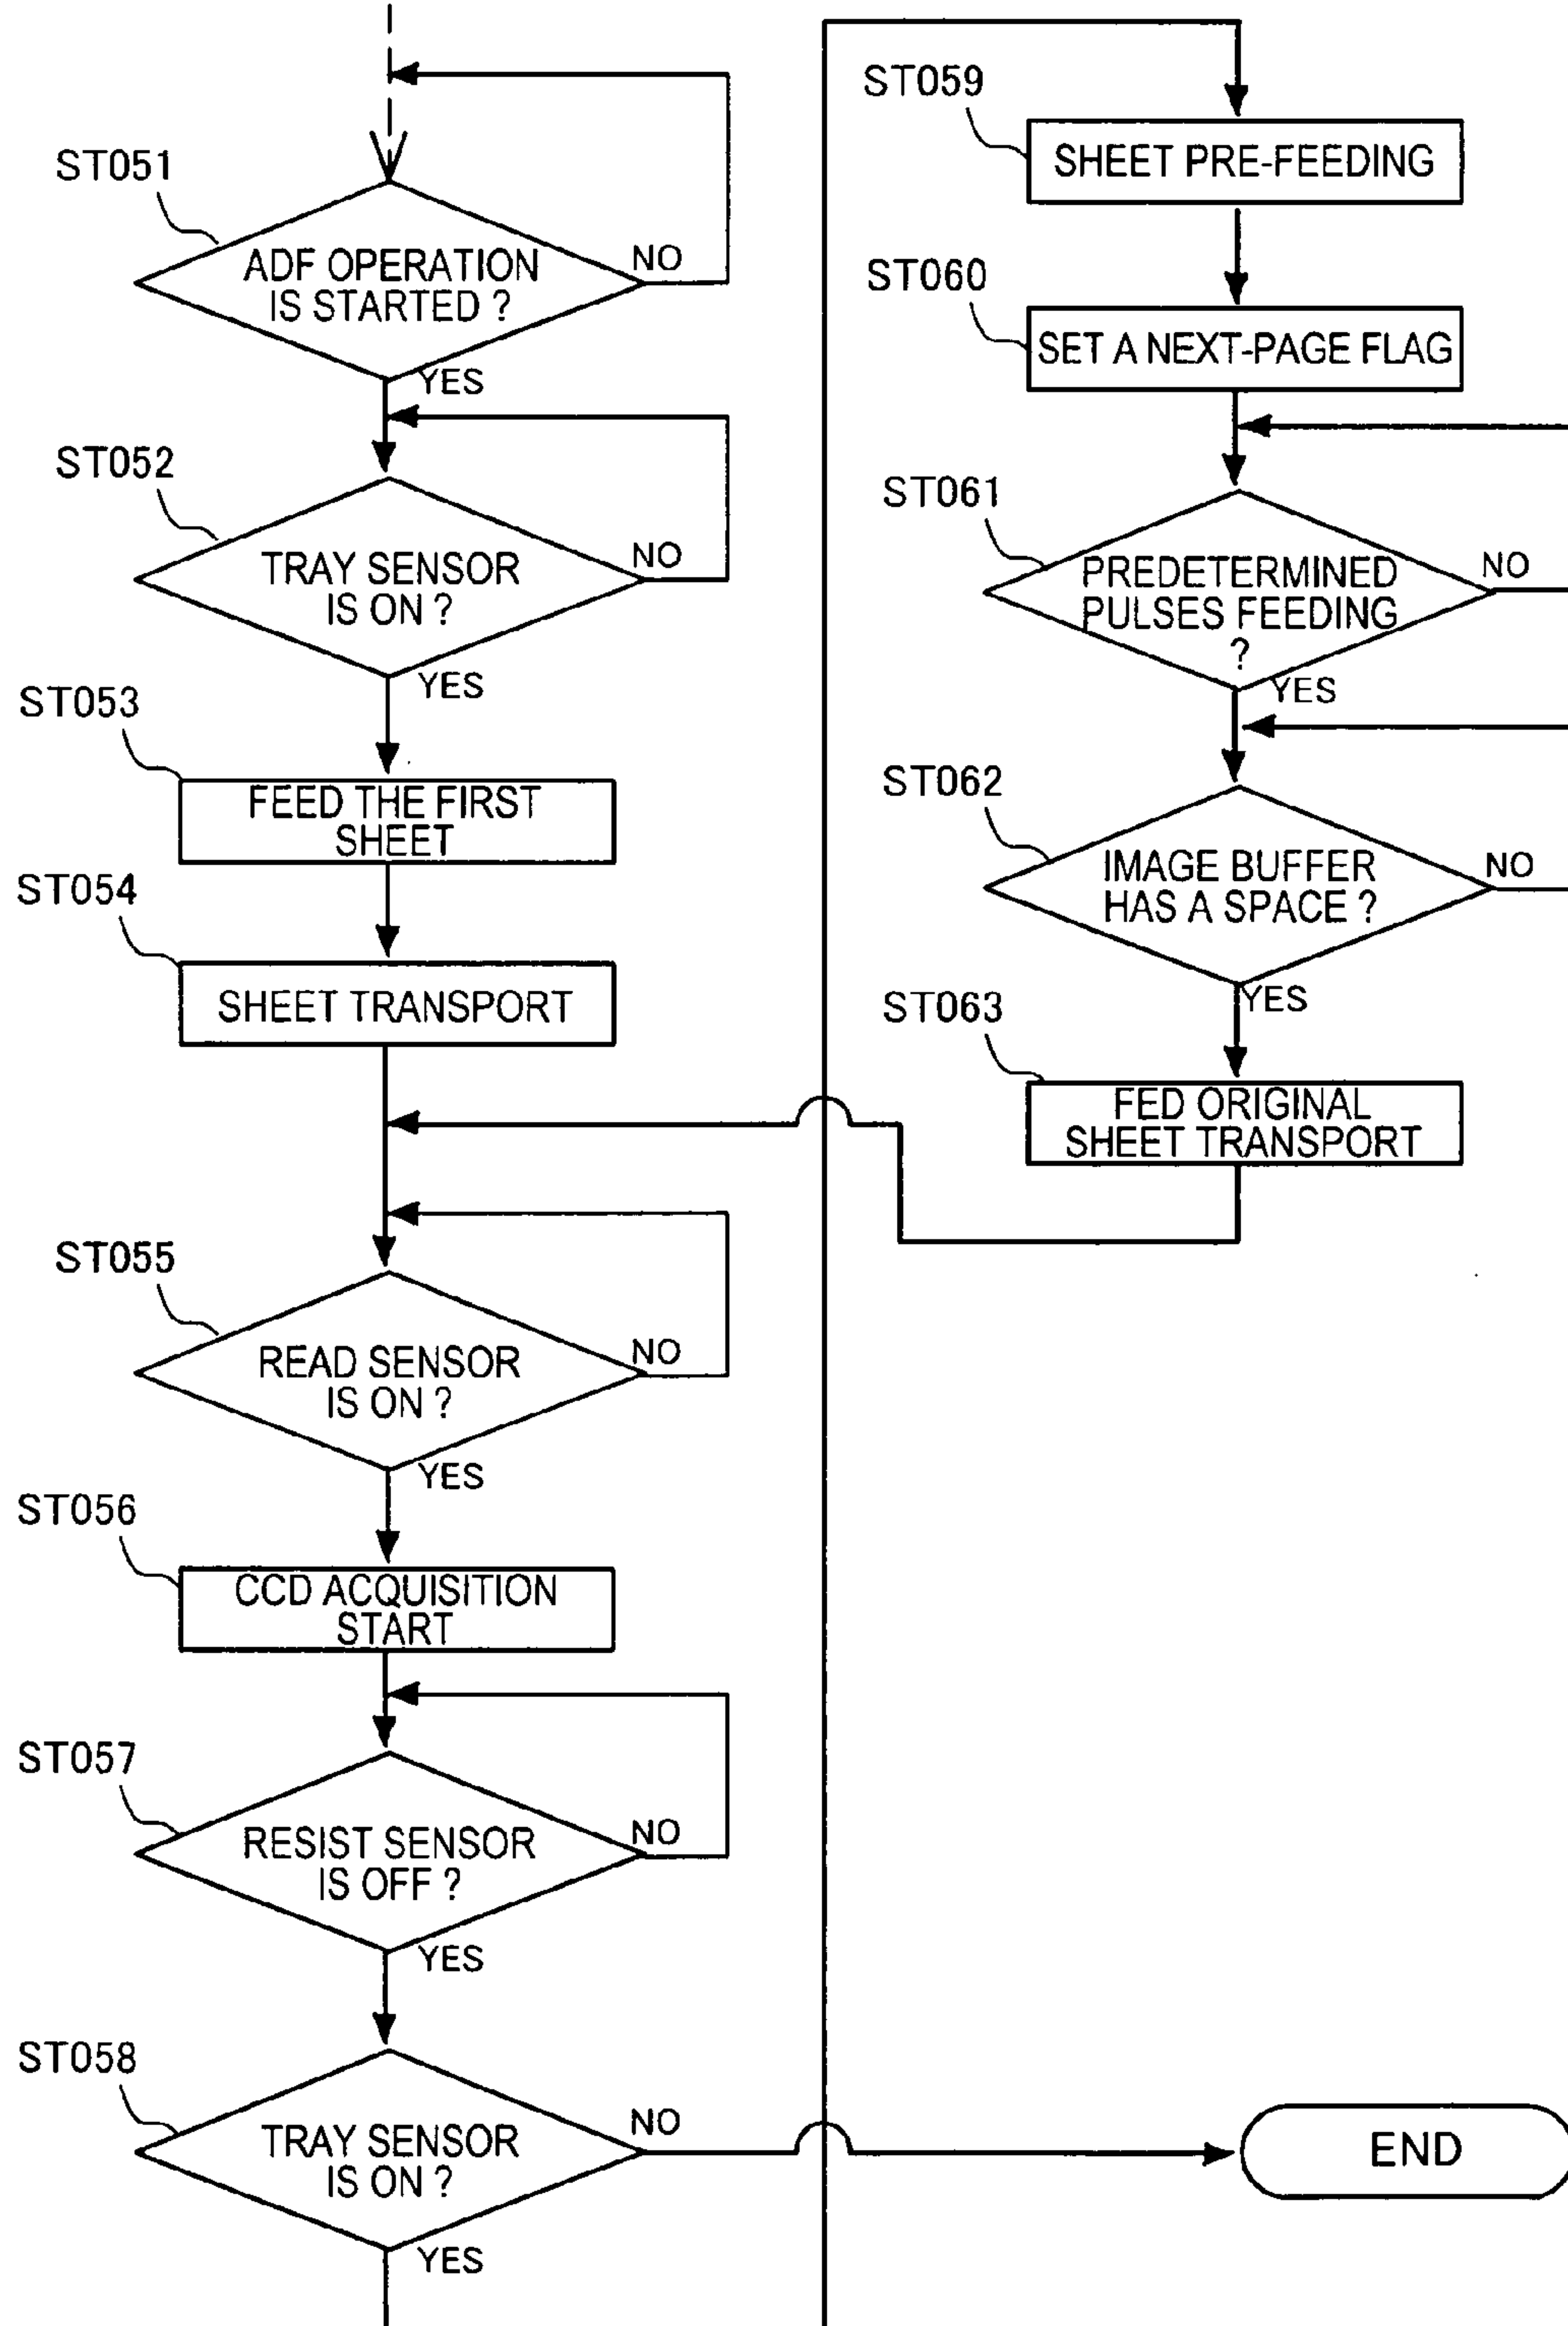 ST051
ADF OPERATION
IS STARTED ?
NO
YES
ST052
TRAY SENSOR
IS ON ?
NO
YES
ST053
FEED THE FIRST
SHEET
ST054
SHEET TRANSPORT
ST055
READ SENSOR
IS ON ?
NO
YES
ST056
CCD ACQUISITION
START
ST057
RESIST SENSOR
IS OFF ?
NO
YES
ST058
TRAY SENSOR
IS ON ?
NO
YES
ST059
SHEET PRE-FEEDING
ST060
SET A NEXT-PAGE FLAG
ST061
PREDETERMINED
PULSES FEEDING
?
NO
YES
ST062
IMAGE BUFFER
HAS A SPACE ?
NO
YES
ST063
FED ORIGINAL
SHEET TRANSPORT
END